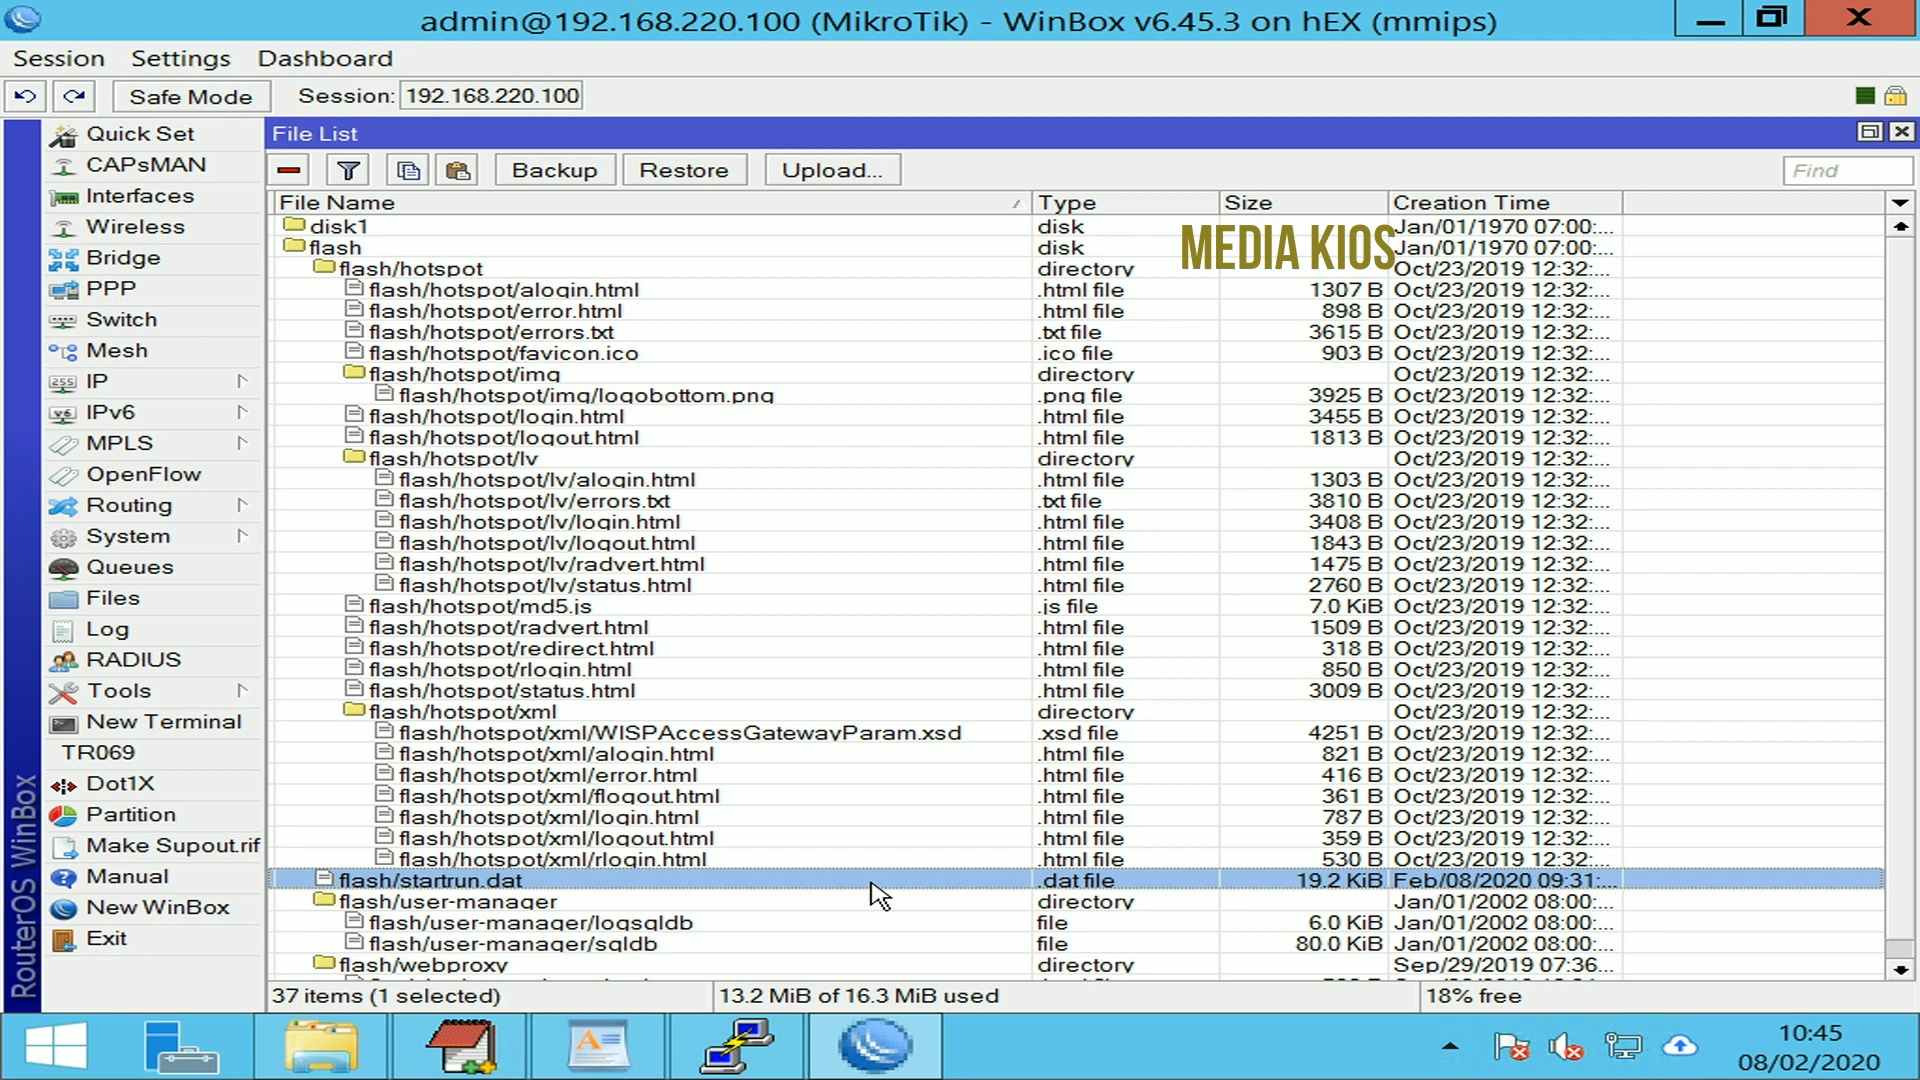 admin@192.168.220.100 (MikroTik) - WinBox v6.45.3 on hEX (mmips)
Session Settings Dashboard
Safe Mode Session: 192.168.220.100
Quick Set
CAPsMAN
Interfaces
Wireless
Bridge
PPP
Switch
Mesh
255 IP
v6 IPv6
MPLS
OpenFlow
Routing
System
Queues
Files
Log
RADIUS
Tools
New Terminal
TR069
Dot1X
Partition
Make Supout.rif
Manual
New WinBox
Exit
RouterOS WinBox
File List
Backup Restore Upload... Find
File Name Type Size Creation Time
disk1 disk Jan/01/1970 07:00:...
flash disk Jan/01/1970 07:00:...
MEDIA KIOS
flash/hotspot directory Oct/23/2019 12:32:...
flash/hotspot/alogin.html .html file 1307 B Oct/23/2019 12:32:...
flash/hotspot/error.html .html file 898 B Oct/23/2019 12:32:...
flash/hotspot/errors.txt .txt file 3615 B Oct/23/2019 12:32:...
flash/hotspot/favicon.ico .ico file 903 B Oct/23/2019 12:32:...
flash/hotspot/img directory Oct/23/2019 12:32:...
flash/hotspot/img/logobottom.png .png file 3925 B Oct/23/2019 12:32:...
flash/hotspot/login.html .html file 3455 B Oct/23/2019 12:32:...
flash/hotspot/logout.html .html file 1813 B Oct/23/2019 12:32:...
flash/hotspot/lv directory Oct/23/2019 12:32:...
flash/hotspot/lv/alogin.html .html file 1303 B Oct/23/2019 12:32:...
flash/hotspot/lv/errors.txt .txt file 3810 B Oct/23/2019 12:32:...
flash/hotspot/lv/login.html .html file 3408 B Oct/23/2019 12:32:...
flash/hotspot/lv/logout.html .html file 1843 B Oct/23/2019 12:32:...
flash/hotspot/lv/radvert.html .html file 1475 B Oct/23/2019 12:32:...
flash/hotspot/lv/status.html .html file 2760 B Oct/23/2019 12:32:...
flash/hotspot/md5.js .js file 7.0 KiB Oct/23/2019 12:32:...
flash/hotspot/radvert.html .html file 1509 B Oct/23/2019 12:32:...
flash/hotspot/redirect.html .html file 318 B Oct/23/2019 12:32:...
flash/hotspot/rlogin.html .html file 850 B Oct/23/2019 12:32:...
flash/hotspot/status.html .html file 3009 B Oct/23/2019 12:32:...
flash/hotspot/xml directory Oct/23/2019 12:32:...
flash/hotspot/xml/WISPAccessGatewayParam.xsd .xsd file 4251 B Oct/23/2019 12:32:...
flash/hotspot/xml/alogin.html .html file 821 B Oct/23/2019 12:32:...
flash/hotspot/xml/error.html .html file 416 B Oct/23/2019 12:32:...
flash/hotspot/xml/flogout.html .html file 361 B Oct/23/2019 12:32:...
flash/hotspot/xml/login.html .html file 787 B Oct/23/2019 12:32:...
flash/hotspot/xml/logout.html .html file 359 B Oct/23/2019 12:32:...
flash/hotspot/xml/rlogin.html .html file 530 B Oct/23/2019 12:32:...
flash/startrun.dat .dat file 19.2 KiB Feb/08/2020 09:31:...
flash/user-manager directory Jan/01/2002 08:00:...
flash/user-manager/logsqldb file 6.0 KiB Jan/01/2002 08:00:...
flash/user-manager/sqldb file 80.0 KiB Jan/01/2002 08:00:...
flash/webproxy directory Sep/29/2019 07:36...
37 items (1 selected) 13.2 MiB of 16.3 MiB used 18% free
10:45
08/02/2020